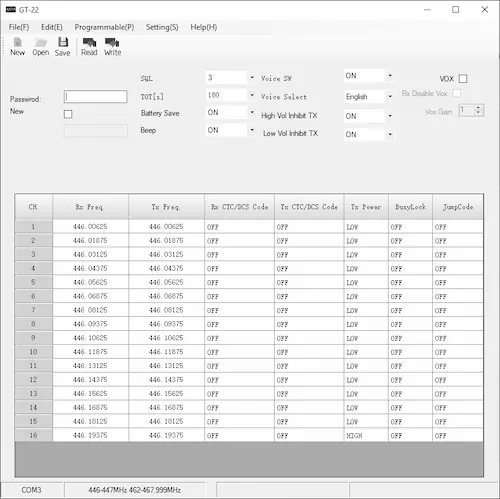 GT-22
File(F) Edit(E) Programmable(P) Setting(S) Help(H)
New Open Save Read Write
SQL 3 Voice SW ON VOX
Passwrod: TOT[s] 180 Voice Select English Rx Disable Vox
New Battery Save ON High Vol Inhibit TX ON Vox Gain 1
Beep ON Low Vol Inhibit TX ON
CH. Rx Freq. Tx Freq. Rx CTC/DCS Code Tx CTC/DCS Code Tx Power BusyLock JumpCode
1 446.00625 446.00625 OFF OFF LOW OFF OFF
2 446.01875 446.01875 OFF OFF LOW OFF OFF
3 446.03125 446.03125 OFF OFF LOW OFF OFF
4 446.04375 446.04375 OFF OFF LOW OFF OFF
5 446.05625 446.05625 OFF OFF LOW OFF OFF
6 446.06875 446.06875 OFF OFF LOW OFF OFF
7 446.08125 446.08125 OFF OFF LOW OFF OFF
8 446.09375 446.09375 OFF OFF LOW OFF OFF
9 446.10625 446.10625 OFF OFF LOW OFF OFF
10 446.11875 446.11875 OFF OFF LOW OFF OFF
11 446.13125 446.13125 OFF OFF LOW OFF OFF
12 446.14375 446.14375 OFF OFF LOW OFF OFF
13 446.15625 446.15625 OFF OFF LOW OFF OFF
14 446.16875 446.16875 OFF OFF LOW OFF OFF
15 446.18125 446.18125 OFF OFF LOW OFF OFF
16 446.19375 446.19375 OFF OFF HIGH OFF OFF
COM3 446-447MHz 462-467.999MHz